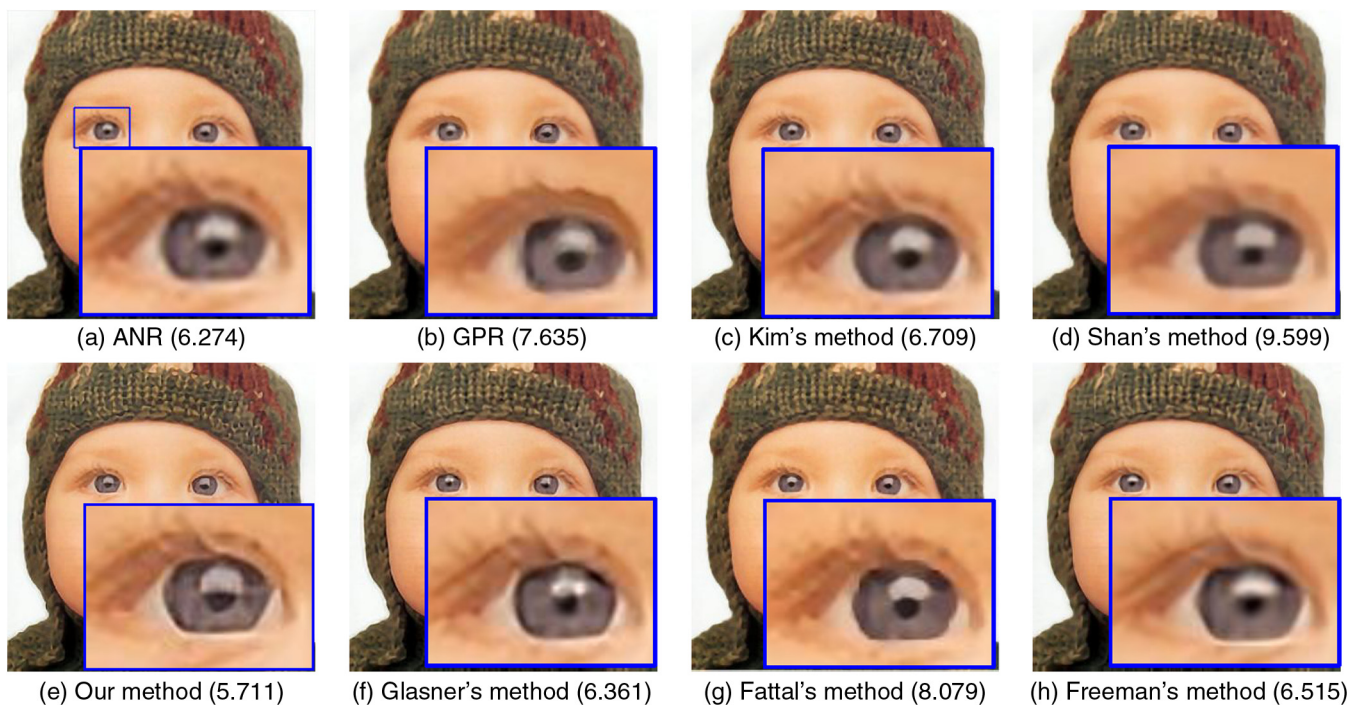 (a) ANR (6.274)
(b) GPR (7.635)
(c) Kim's method (6.709)
(d) Shan's method (9.599)
(e) Our method (5.711)
(f) Glasner's method (6.361)
(g) Fattal's method (8.079)
(h) Freeman's method (6.515)